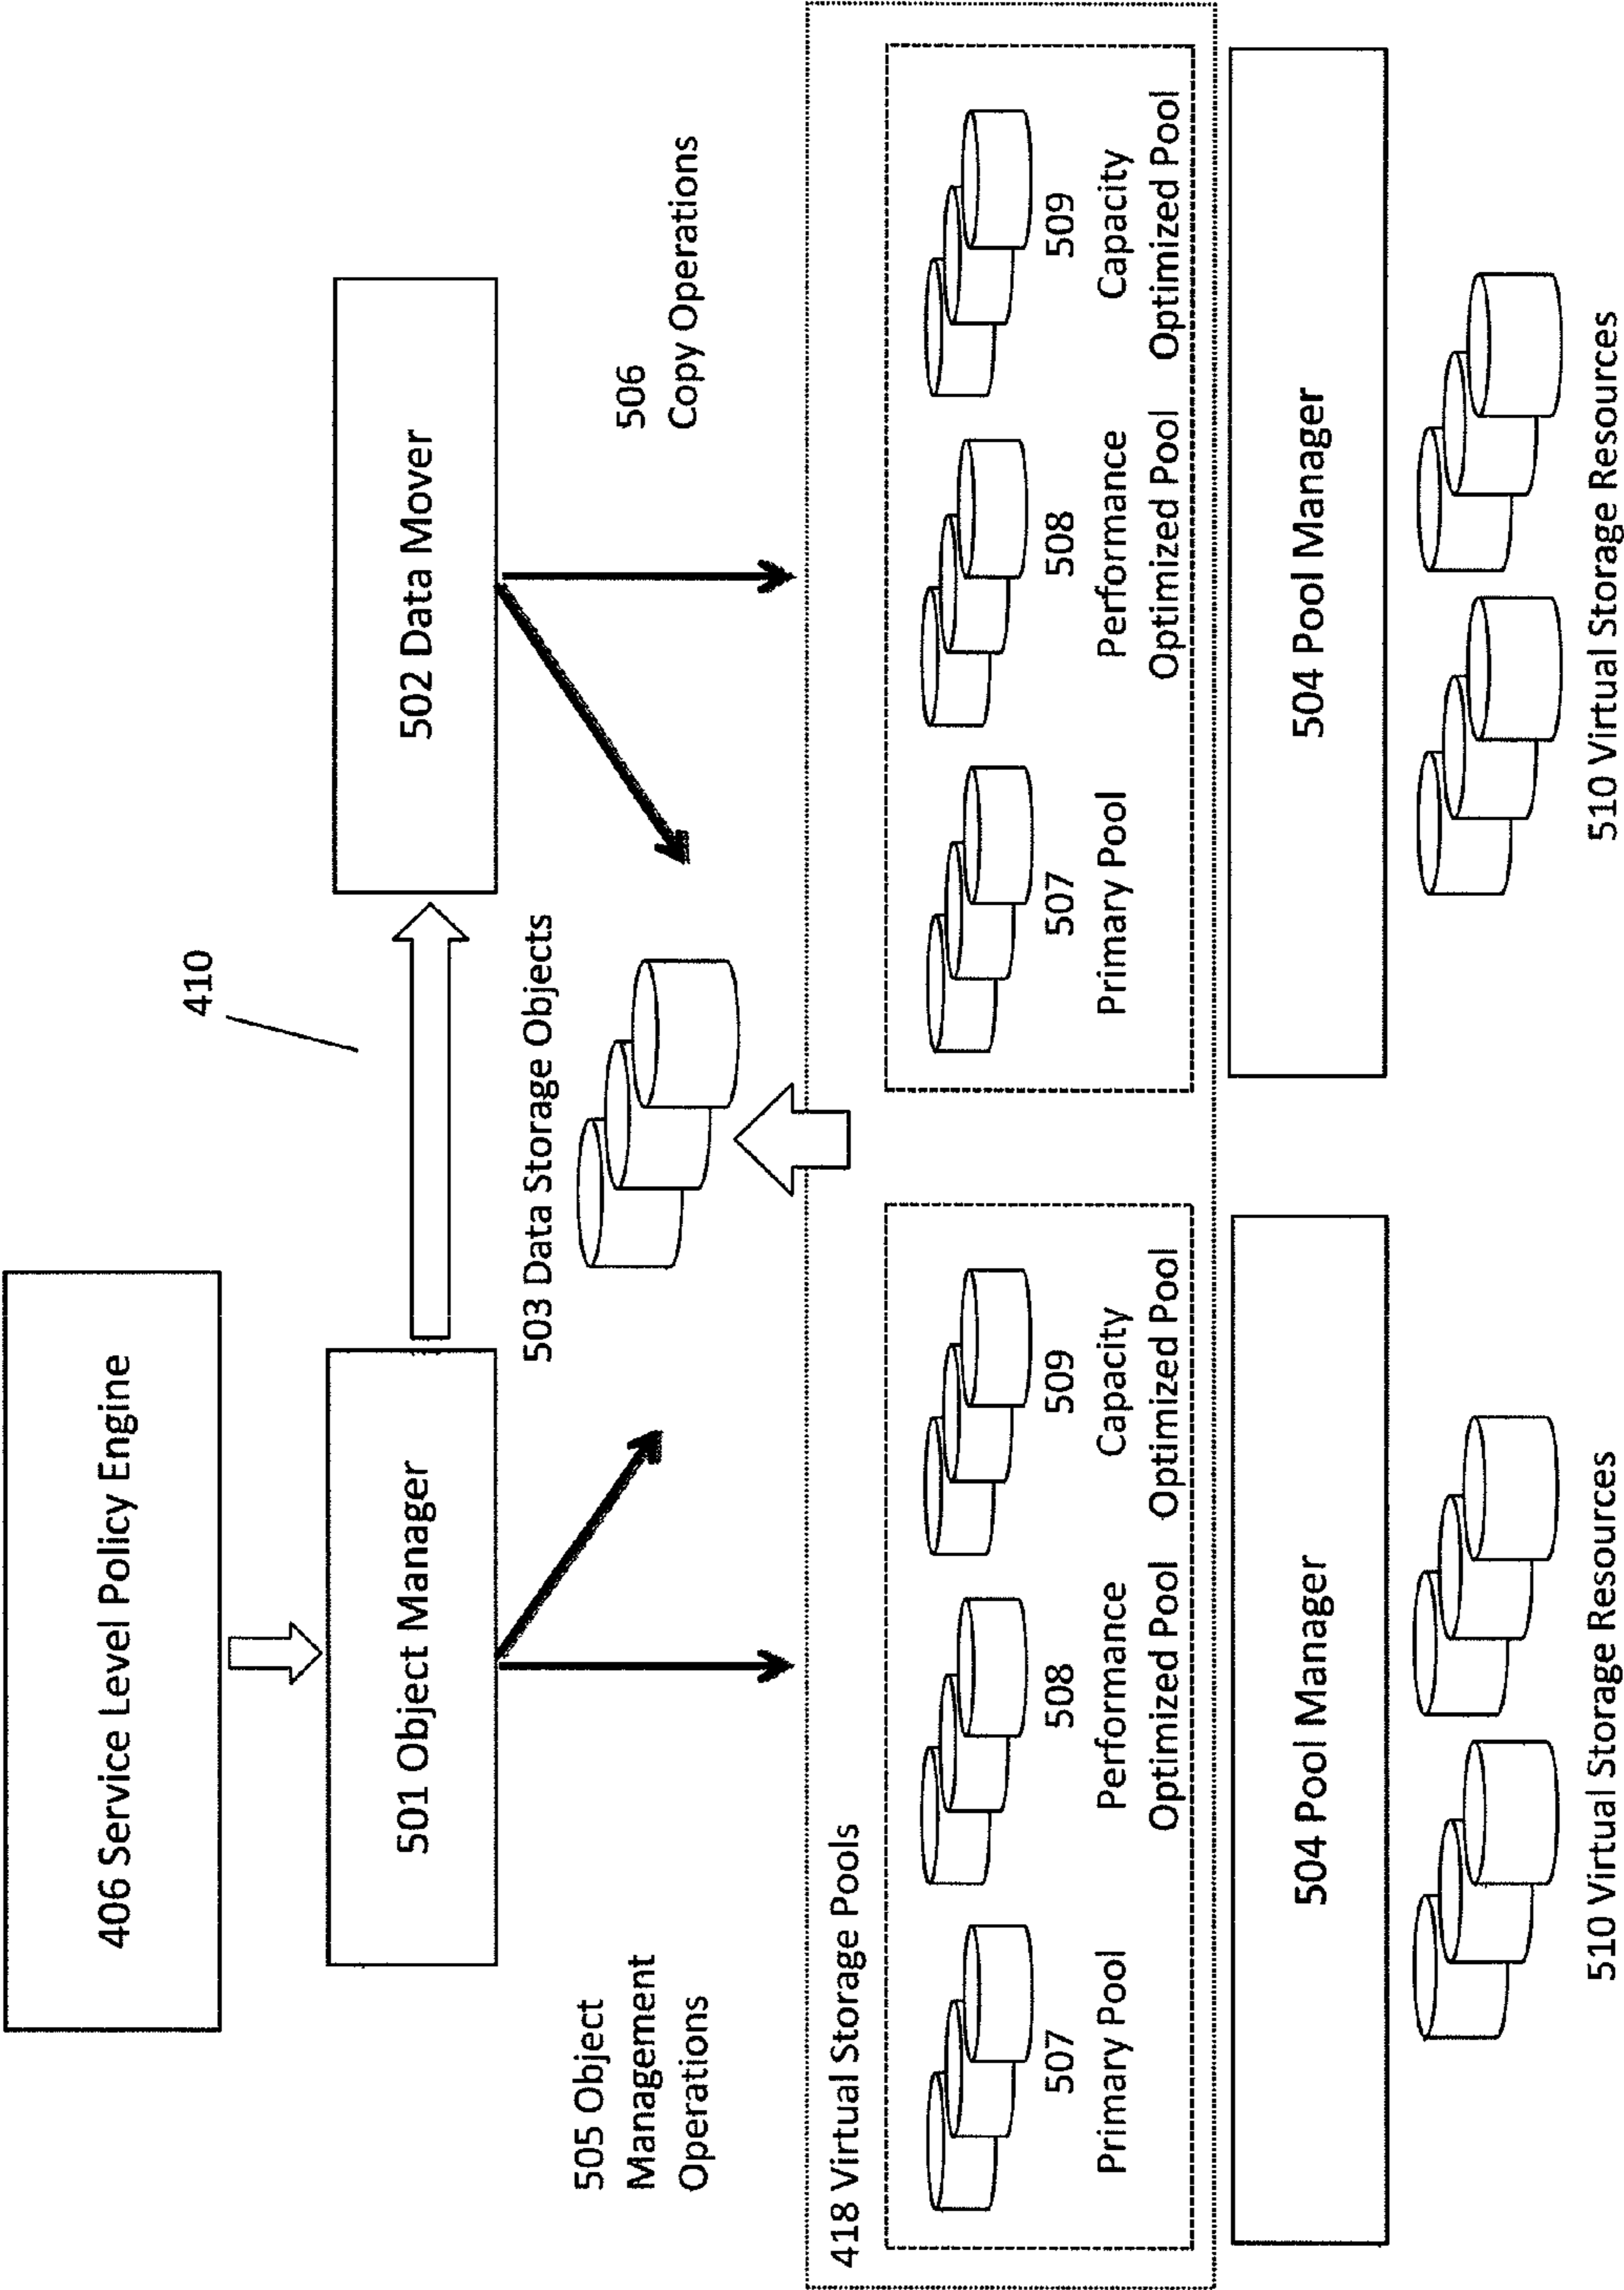 406 Service Level Policy Engine
410
501 Object Manager
502 Data Mover
503 Data Storage Objects
505 Object
Management
Operations
506
Copy Operations
418 Virtual Storage Pools
507
Primary Pool
508
Performance
Optimized Pool
509
Capacity
Optimized Pool
507
Primary Pool
508
Performance
Optimized Pool
509
Capacity
Optimized Pool
504 Pool Manager
504 Pool Manager
510 Virtual Storage Resources
510 Virtual Storage Resources